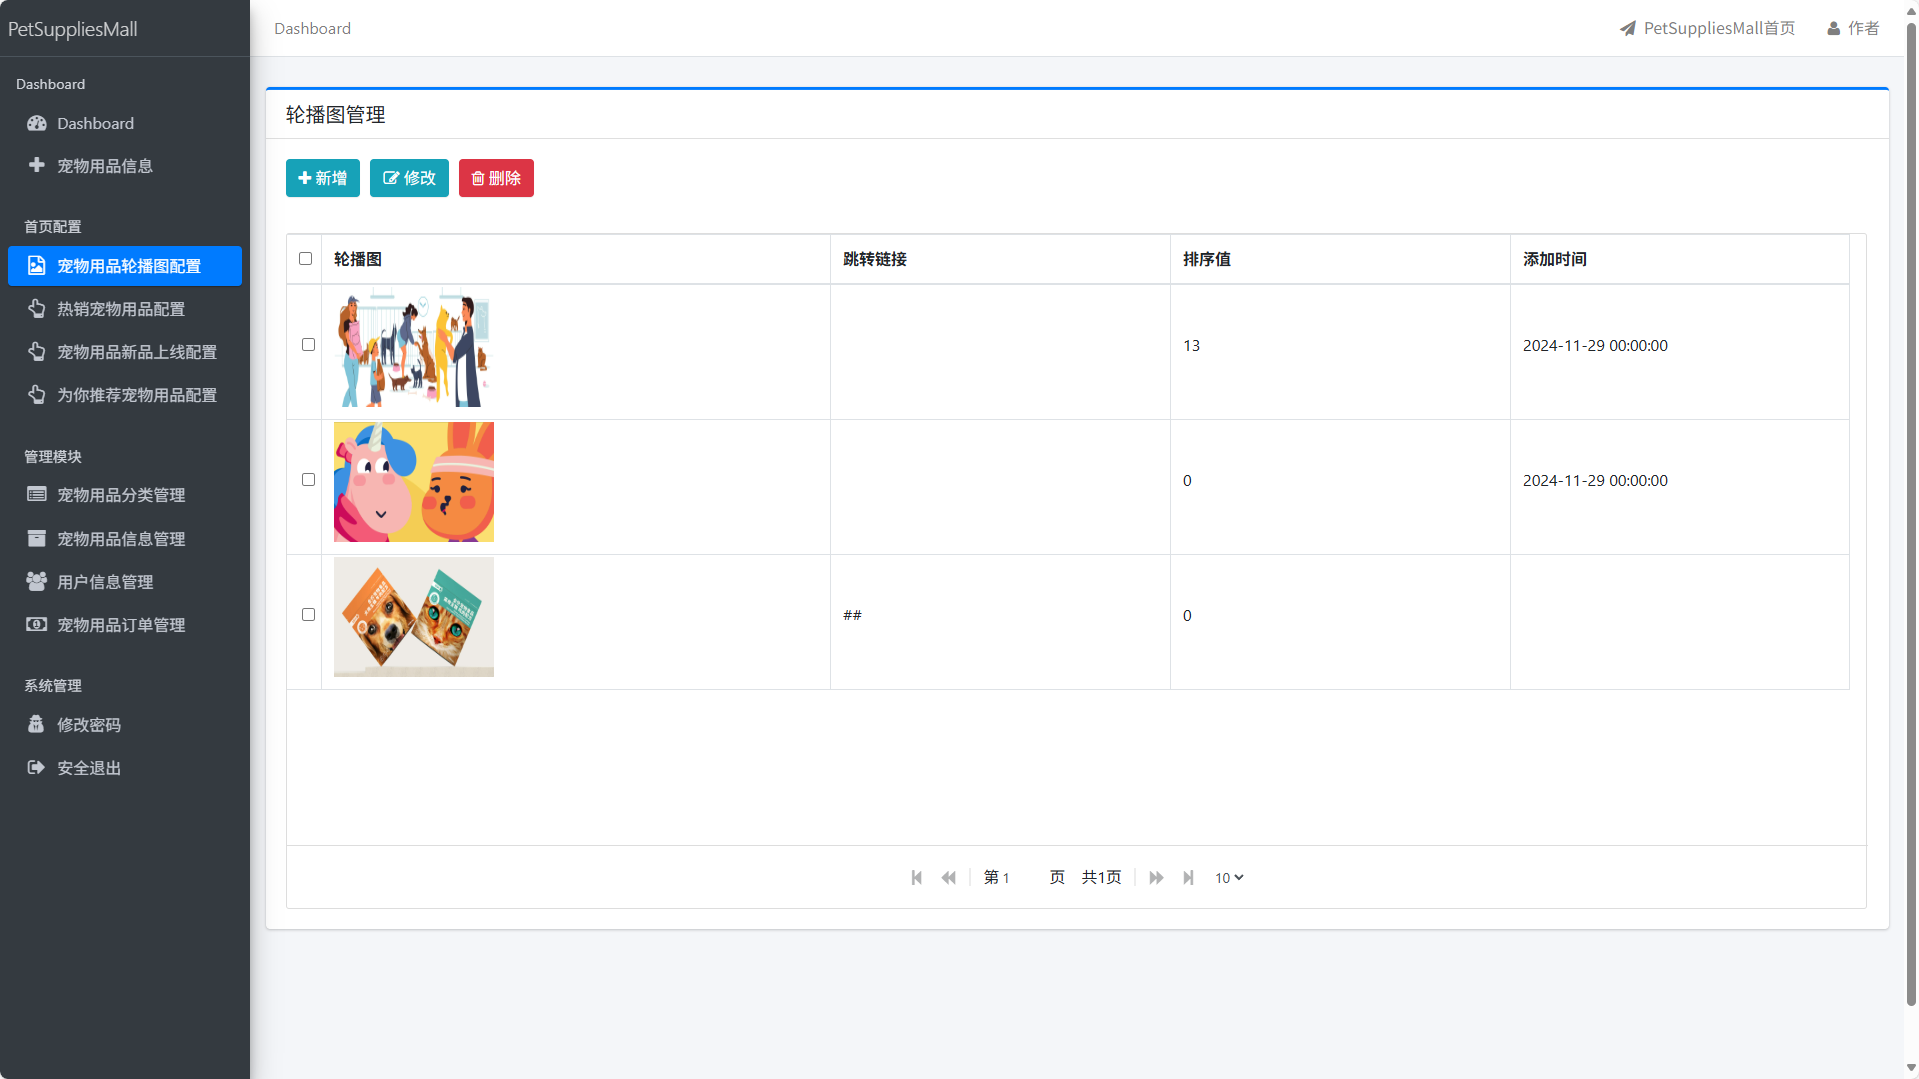 PetSuppliesMall
Dashboard
PetSuppliesMall首页
作者
Dashboard
Dashboard
宠物用品信息
首页配置
宠物用品轮播图配置
热销宠物用品配置
宠物用品新品上线配置
为你推荐宠物用品配置
管理模块
宠物用品分类管理
宠物用品信息管理
用户信息管理
宠物用品订单管理
系统管理
修改密码
安全退出
轮播图管理
新增 修改 删除
轮播图 跳转链接 排序值 添加时间
13 2024-11-29 00:00:00
0 2024-11-29 00:00:00
## 0
第 1 页 共1页 10